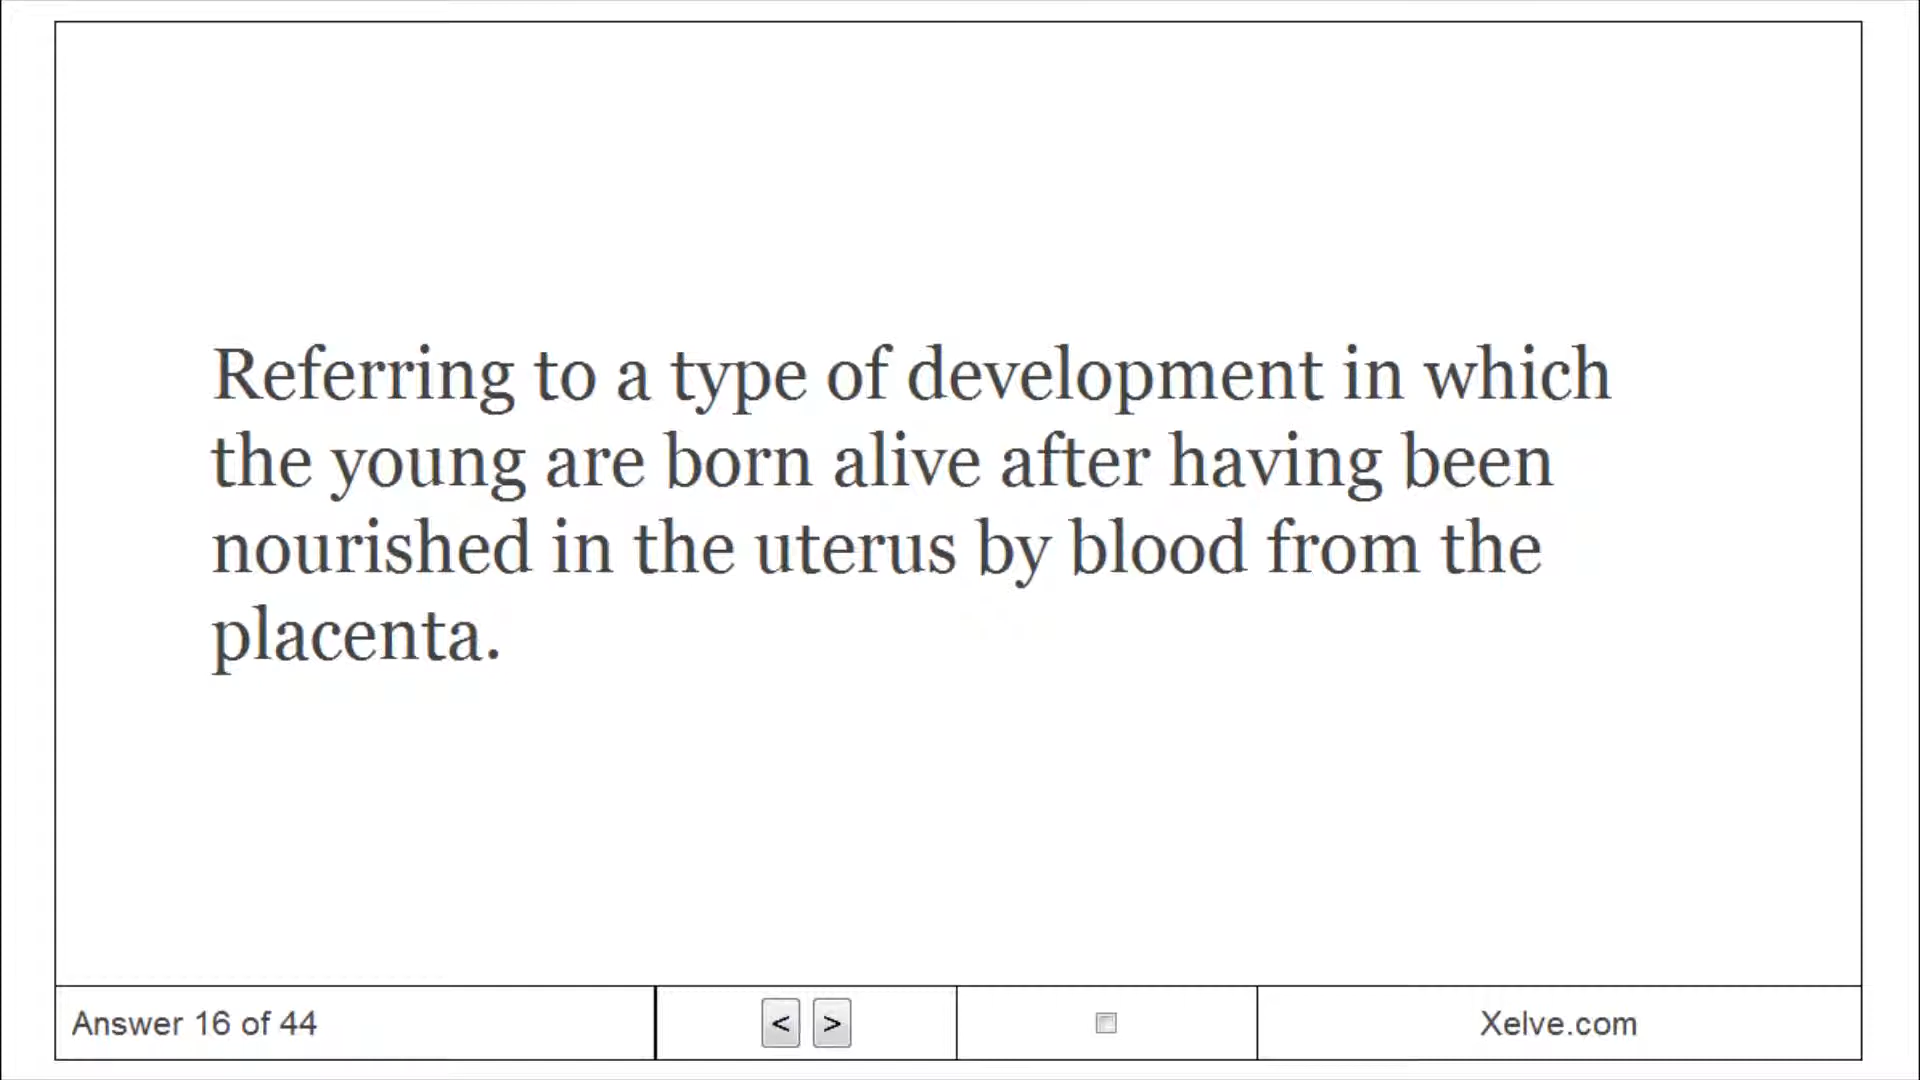 Referring to a type of development in which
the young are born alive after having been
nourished in the uterus by blood from the
placenta.
Answer 16 of 44
< >
Xelve.com